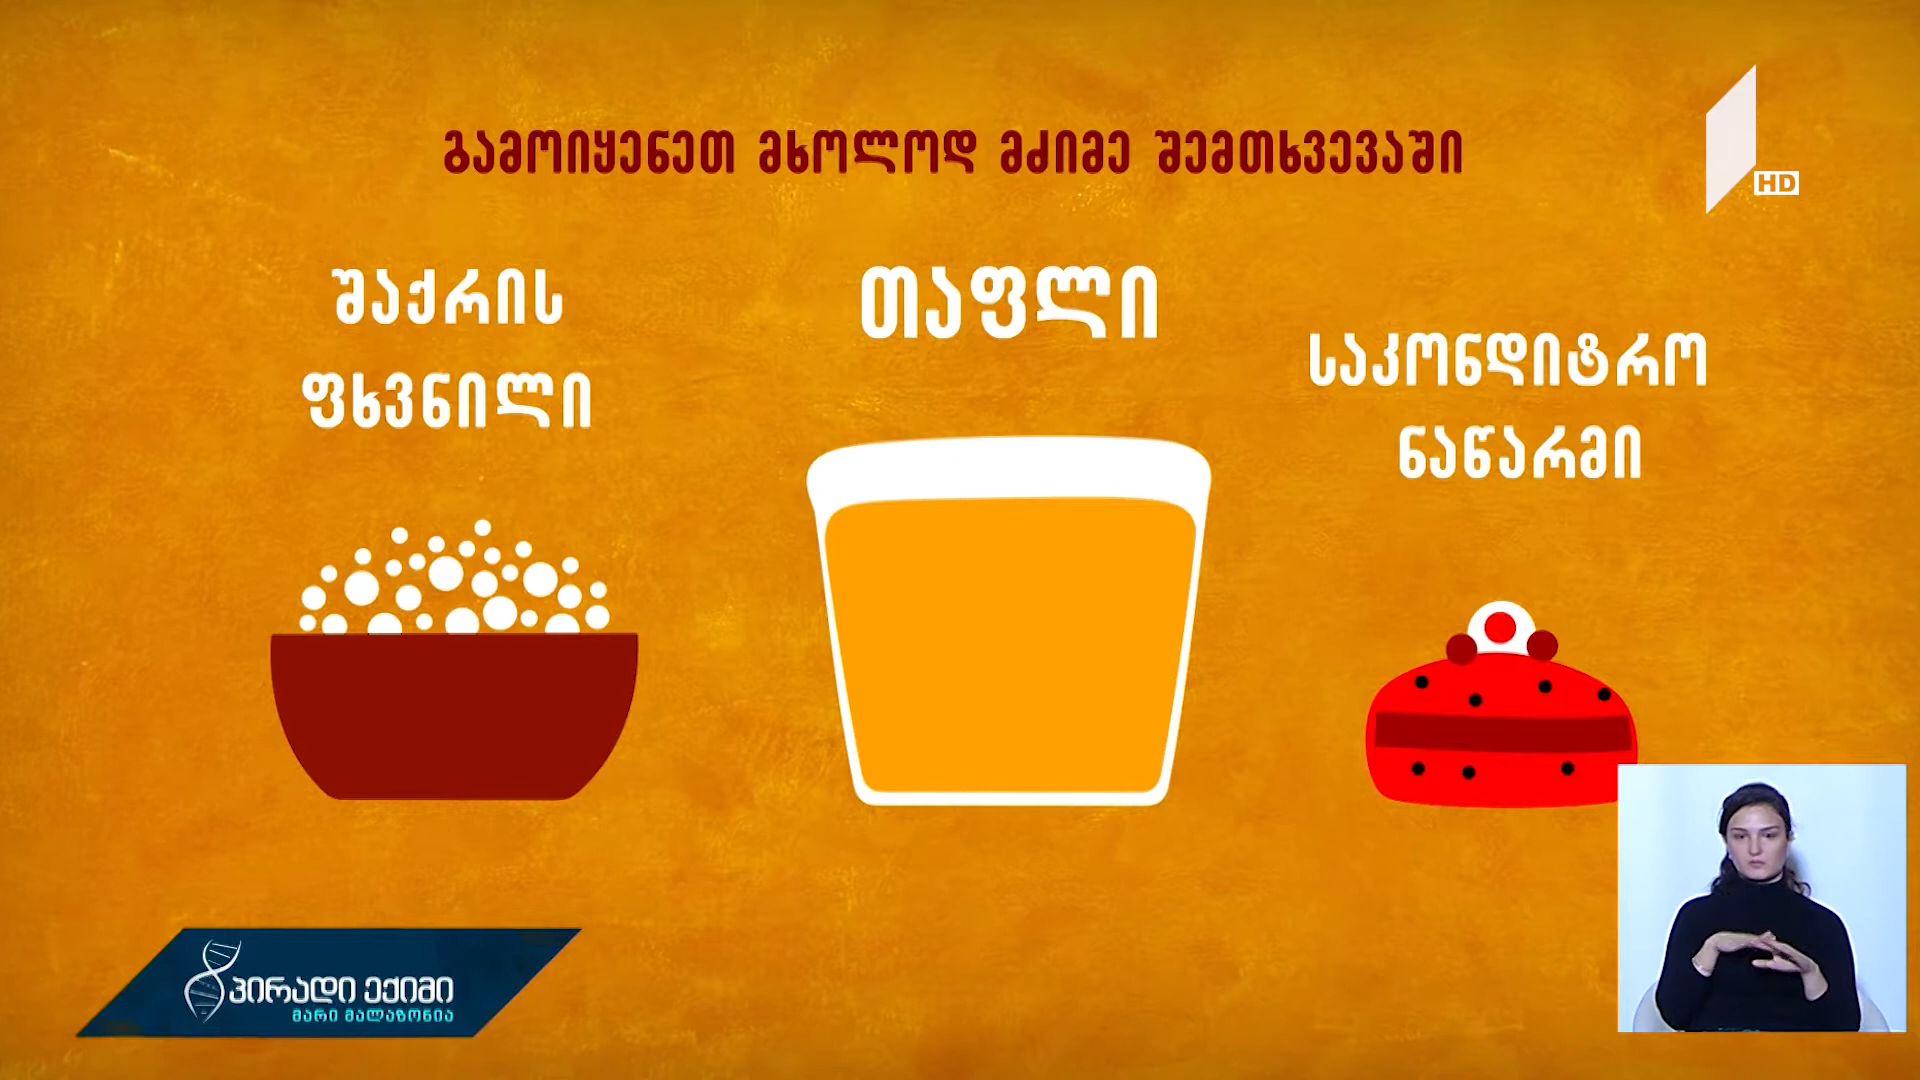 გამოიყენეთ მხოლოდ მძიმე შემთხვევაში
შაქრის
ფხვნილი
თაფლი
საკონდიტრო
ნაწარმი
HD
პირადი ექიმი
მარი მალაზონია